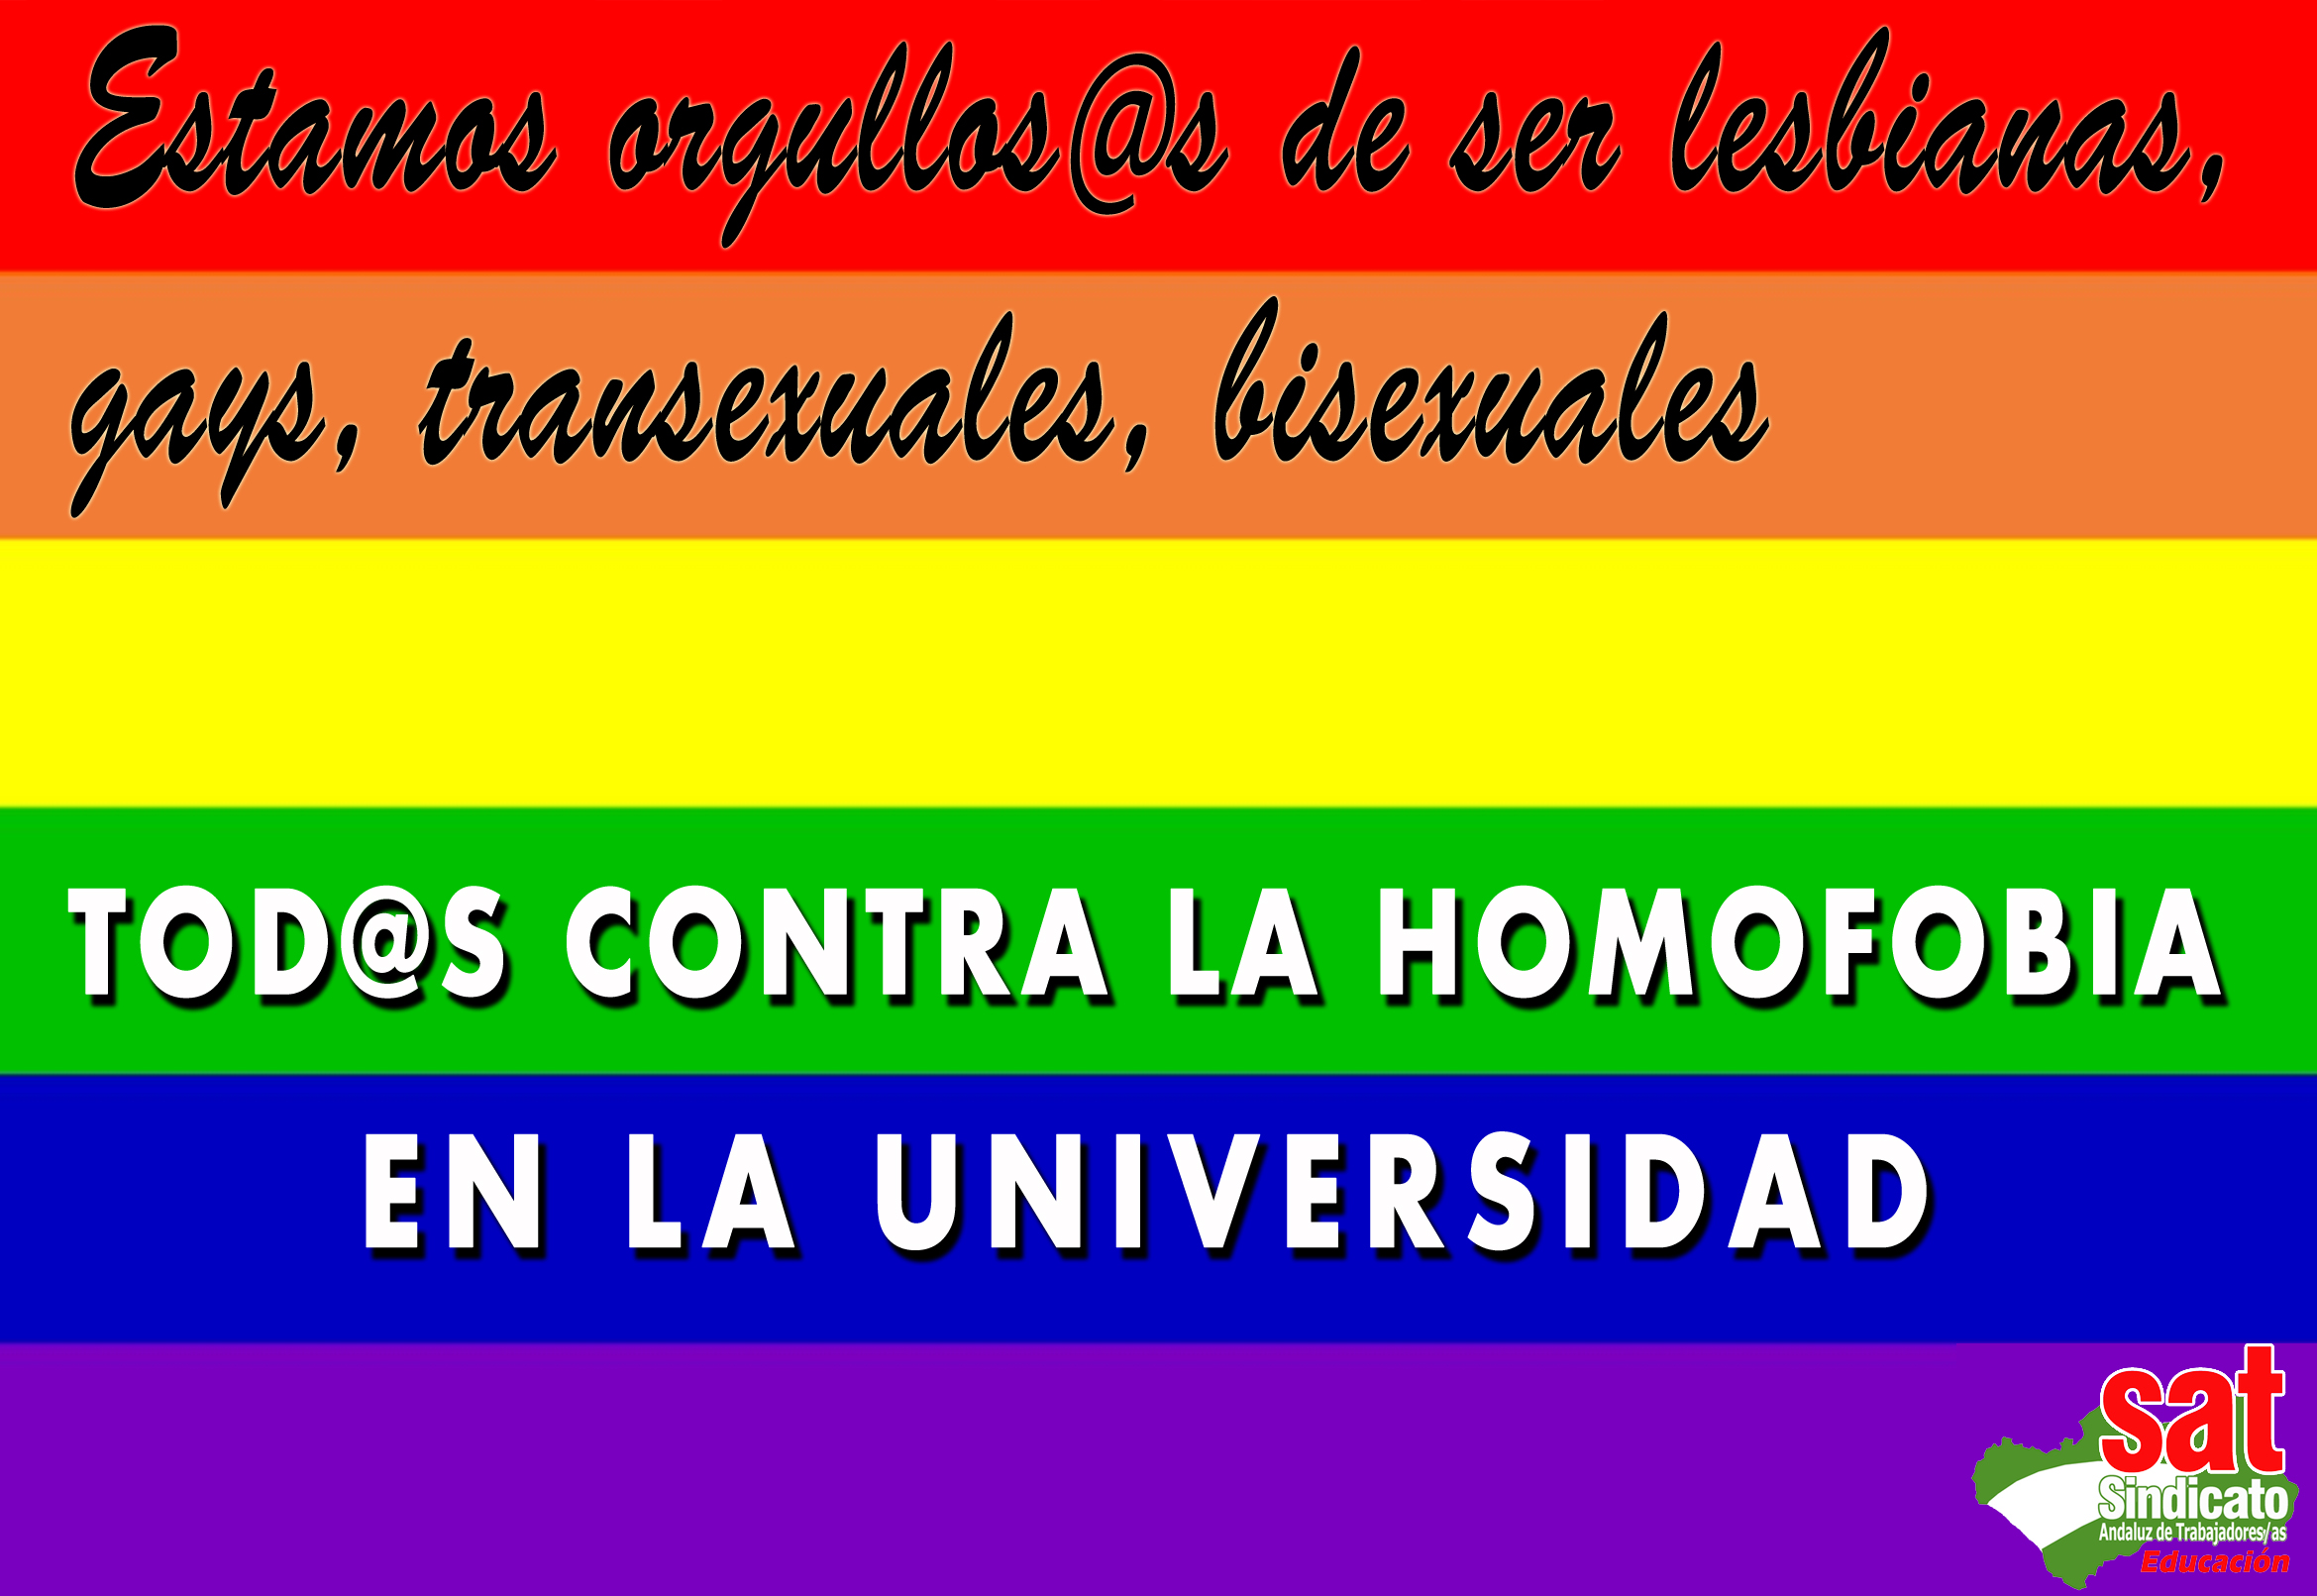 Estamos orgullos@s de ser lesbianas,
gays, transexuales, bisexuales
TOD@S CONTRA LA HOMOFOBIA
EN LA UNIVERSIDAD
sat
Sindicato
Andaluz de Trabajadores/as
Educación